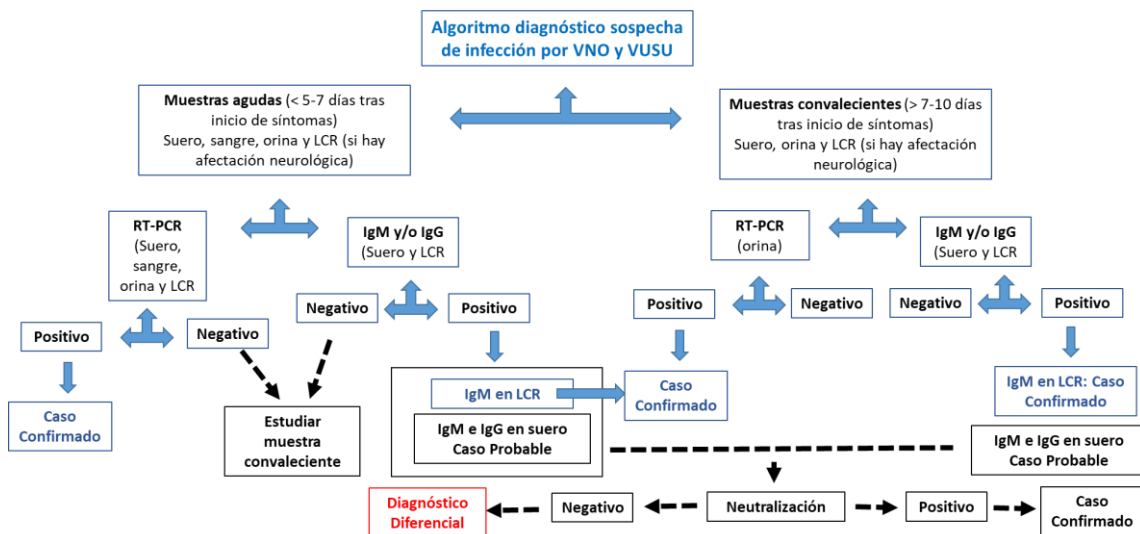 Algoritmo diagnóstico sospecha
de infección por VNO y VUSU
Muestras agudas (< 5-7 días tras
inicio de síntomas)
Suero, sangre, orina y LCR (si hay
afectación neurológica)
Muestras convalecientes (> 7-10 días
tras inicio de síntomas)
Suero, orina y LCR (si hay afectación
neurológica)
RT-PCR
(Suero,
sangre,
orina y LCR)
IgM y/o IgG
(Suero y LCR
RT-PCR
(orina)
IgM y/o IgG
(Suero y LCR
Positivo
Negativo
Negativo
Positivo
Positivo
Negativo
Negativo
Positivo
Caso
Confirmado
Estudiar
muestra
convaleciente
IgM en LCR
IgM e IgG en suero
Caso Probable
Caso
Confirmado
IgM en LCR: Caso
Confirmado
IgM e IgG en suero
Caso Probable
Diagnóstico
Diferencial
Negativo
Neutralización
Positivo
Caso
Confirmado